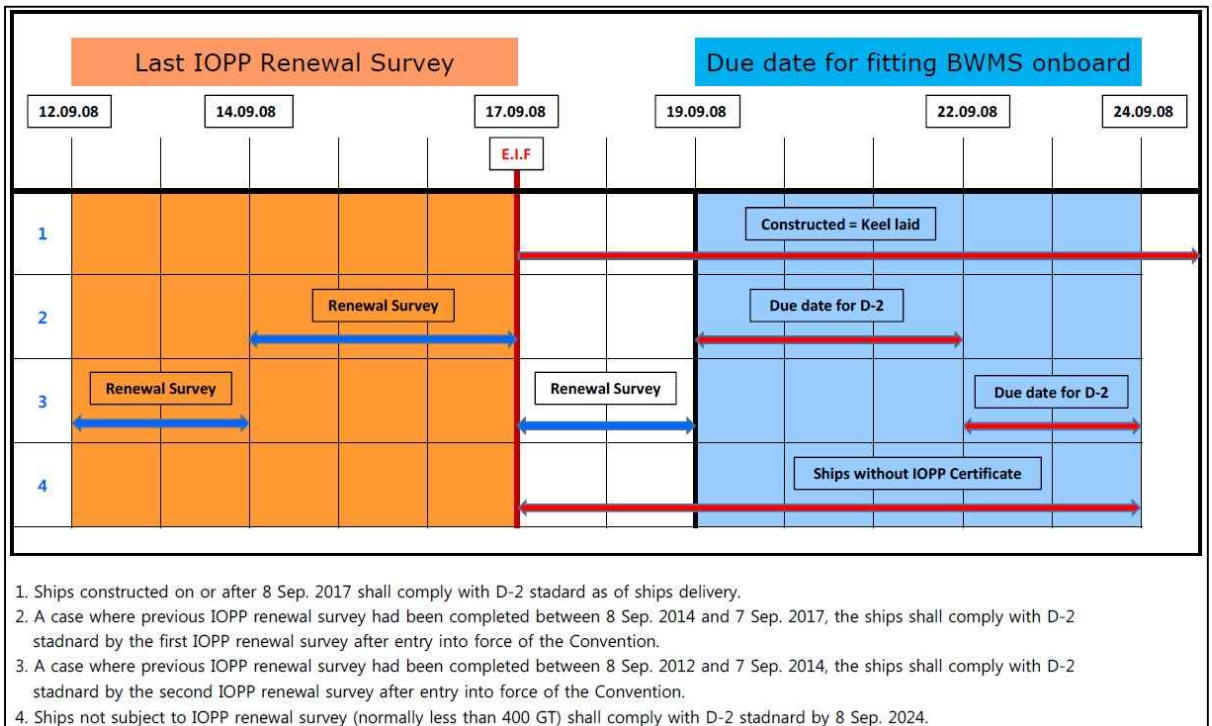 Last IOPP Renewal Survey
Due date for fitting BWMS onboard
12.09.08
14.09.08
17.09.08
19.09.08
22.09.08
24.09.08
E.I.F
1
Constructed = Keel laid
2
Renewal Survey
Due date for D-2
3
Renewal Survey
Renewal Survey
Due date for D-2
4
Ships without IOPP Certificate
1. Ships constructed on or after 8 Sep. 2017 shall comply with D-2 stadard as of ships delivery.
2. A case where previous IOPP renewal survey had been completed between 8 Sep. 2014 and 7 Sep. 2017, the ships shall comply with D-2
stadnard by the first IOPP renewal survey after entry into force of the Convention.
3. A case where previous IOPP renewal survey had been completed between 8 Sep. 2012 and 7 Sep. 2014, the ships shall comply with D-2
stadnard by the second IOPP renewal survey after entry into force of the Convention.
4. Ships not subject to IOPP renewal survey (normally less than 400 GT) shall comply with D-2 stadnard by 8 Sep. 2024.